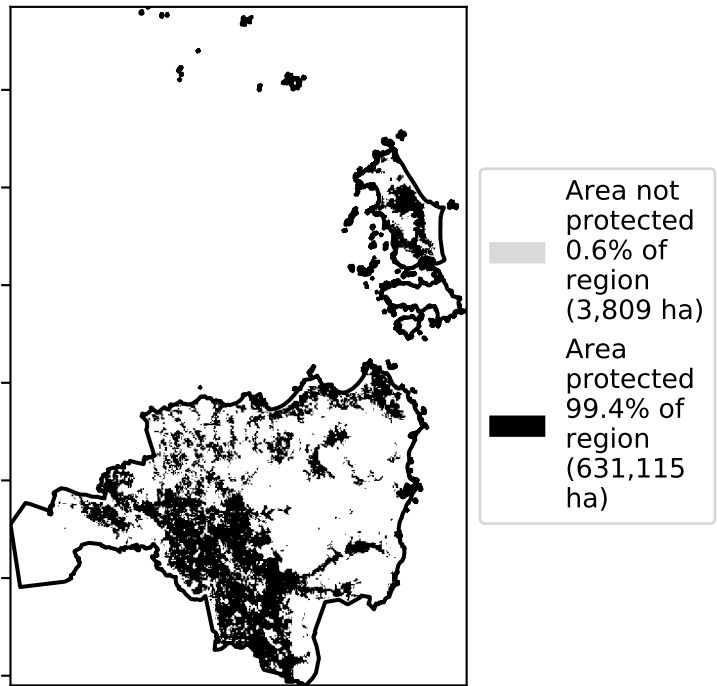 Area not
protected
0.6% of
region
(3,809 ha)
Area
protected
99.4% of
region
(631,115
ha)